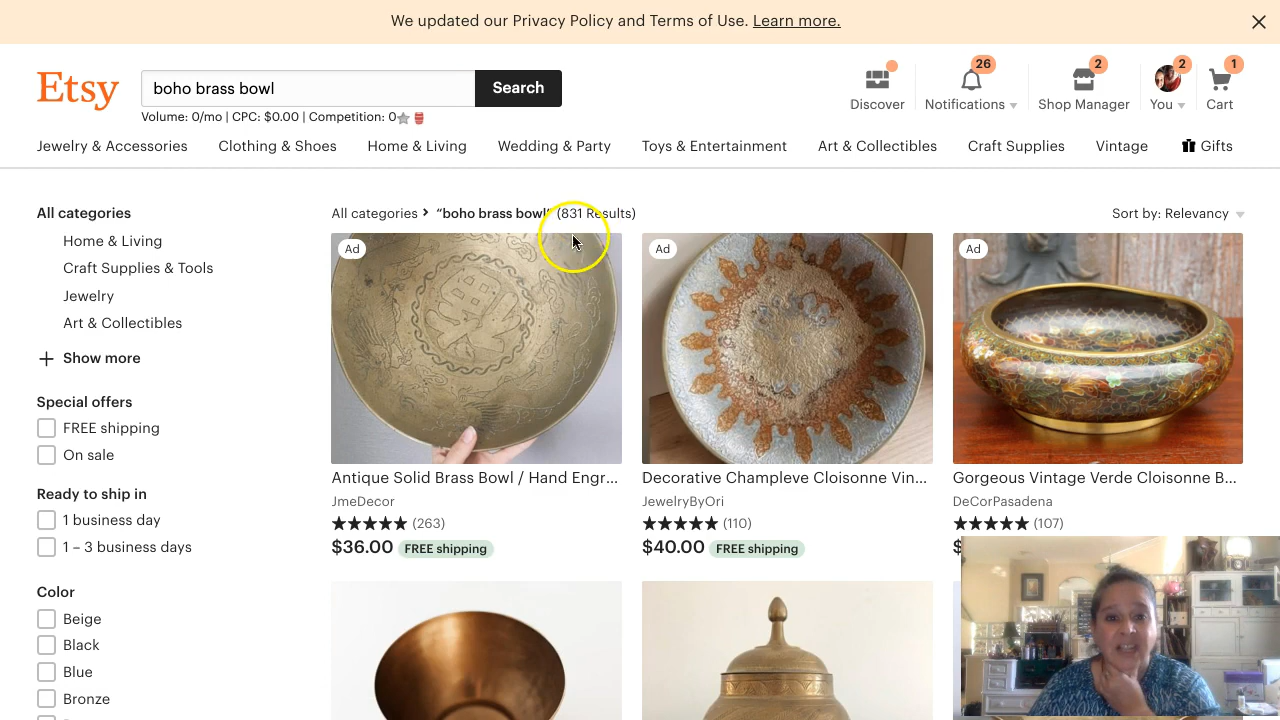 We updated our Privacy Policy and Terms of Use. Learn more.
Etsy
boho brass bowl
Search
Volume: 0/mo | CPC: $0.00 | Competition: 0
26
2
2
1
Discover
Notifications
Shop Manager
You
Cart
Jewelry & Accessories
Clothing & Shoes
Home & Living
Wedding & Party
Toys & Entertainment
Art & Collectibles
Craft Supplies
Vintage
Gifts
All categories
Home & Living
Craft Supplies & Tools
Jewelry
Art & Collectibles
+ Show more
Special offers
FREE shipping
On sale
Ready to ship in
1 business day
1 – 3 business days
Color
Beige
Black
Blue
Bronze
All categories > “boho brass bowl” (831 Results)
Sort by: Relevancy
Ad
Antique Solid Brass Bowl / Hand Engr...
JmeDecor
★★★★★ (263)
$36.00 FREE shipping
Ad
Decorative Champleve Cloisonne Vin...
JewelryByOri
★★★★★ (110)
$40.00 FREE shipping
Ad
Gorgeous Vintage Verde Cloisonne B...
DeCorPasadena
★★★★★ (107)
$